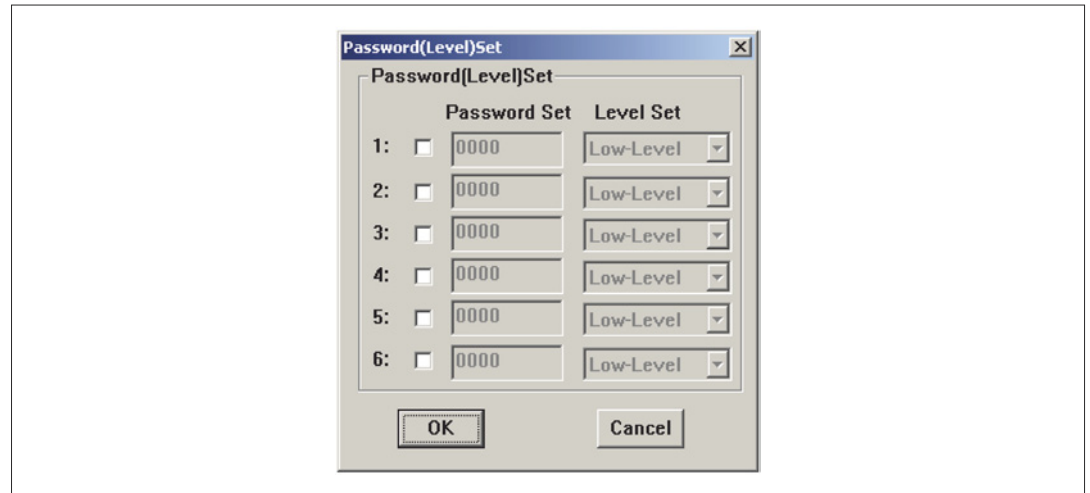 Password(Level)Set
Password(Level)Set
Password Set Level Set
1: 0000 Low-Level
2: 0000 Low-Level
3: 0000 Low-Level
4: 0000 Low-Level
5: 0000 Low-Level
6: 0000 Low-Level
OK Cancel